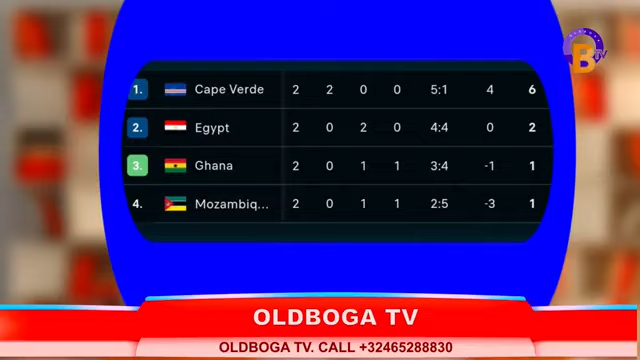 B TV
1. Cape Verde 2 2 0 0 5:1 4 6
2. Egypt 2 0 2 0 4:4 0 2
3. Ghana 2 0 1 1 3:4 -1 1
4. Mozambiq... 2 0 1 1 2:5 -3 1
OLDBOGA TV
OLDBOGA TV. CALL +32465288830